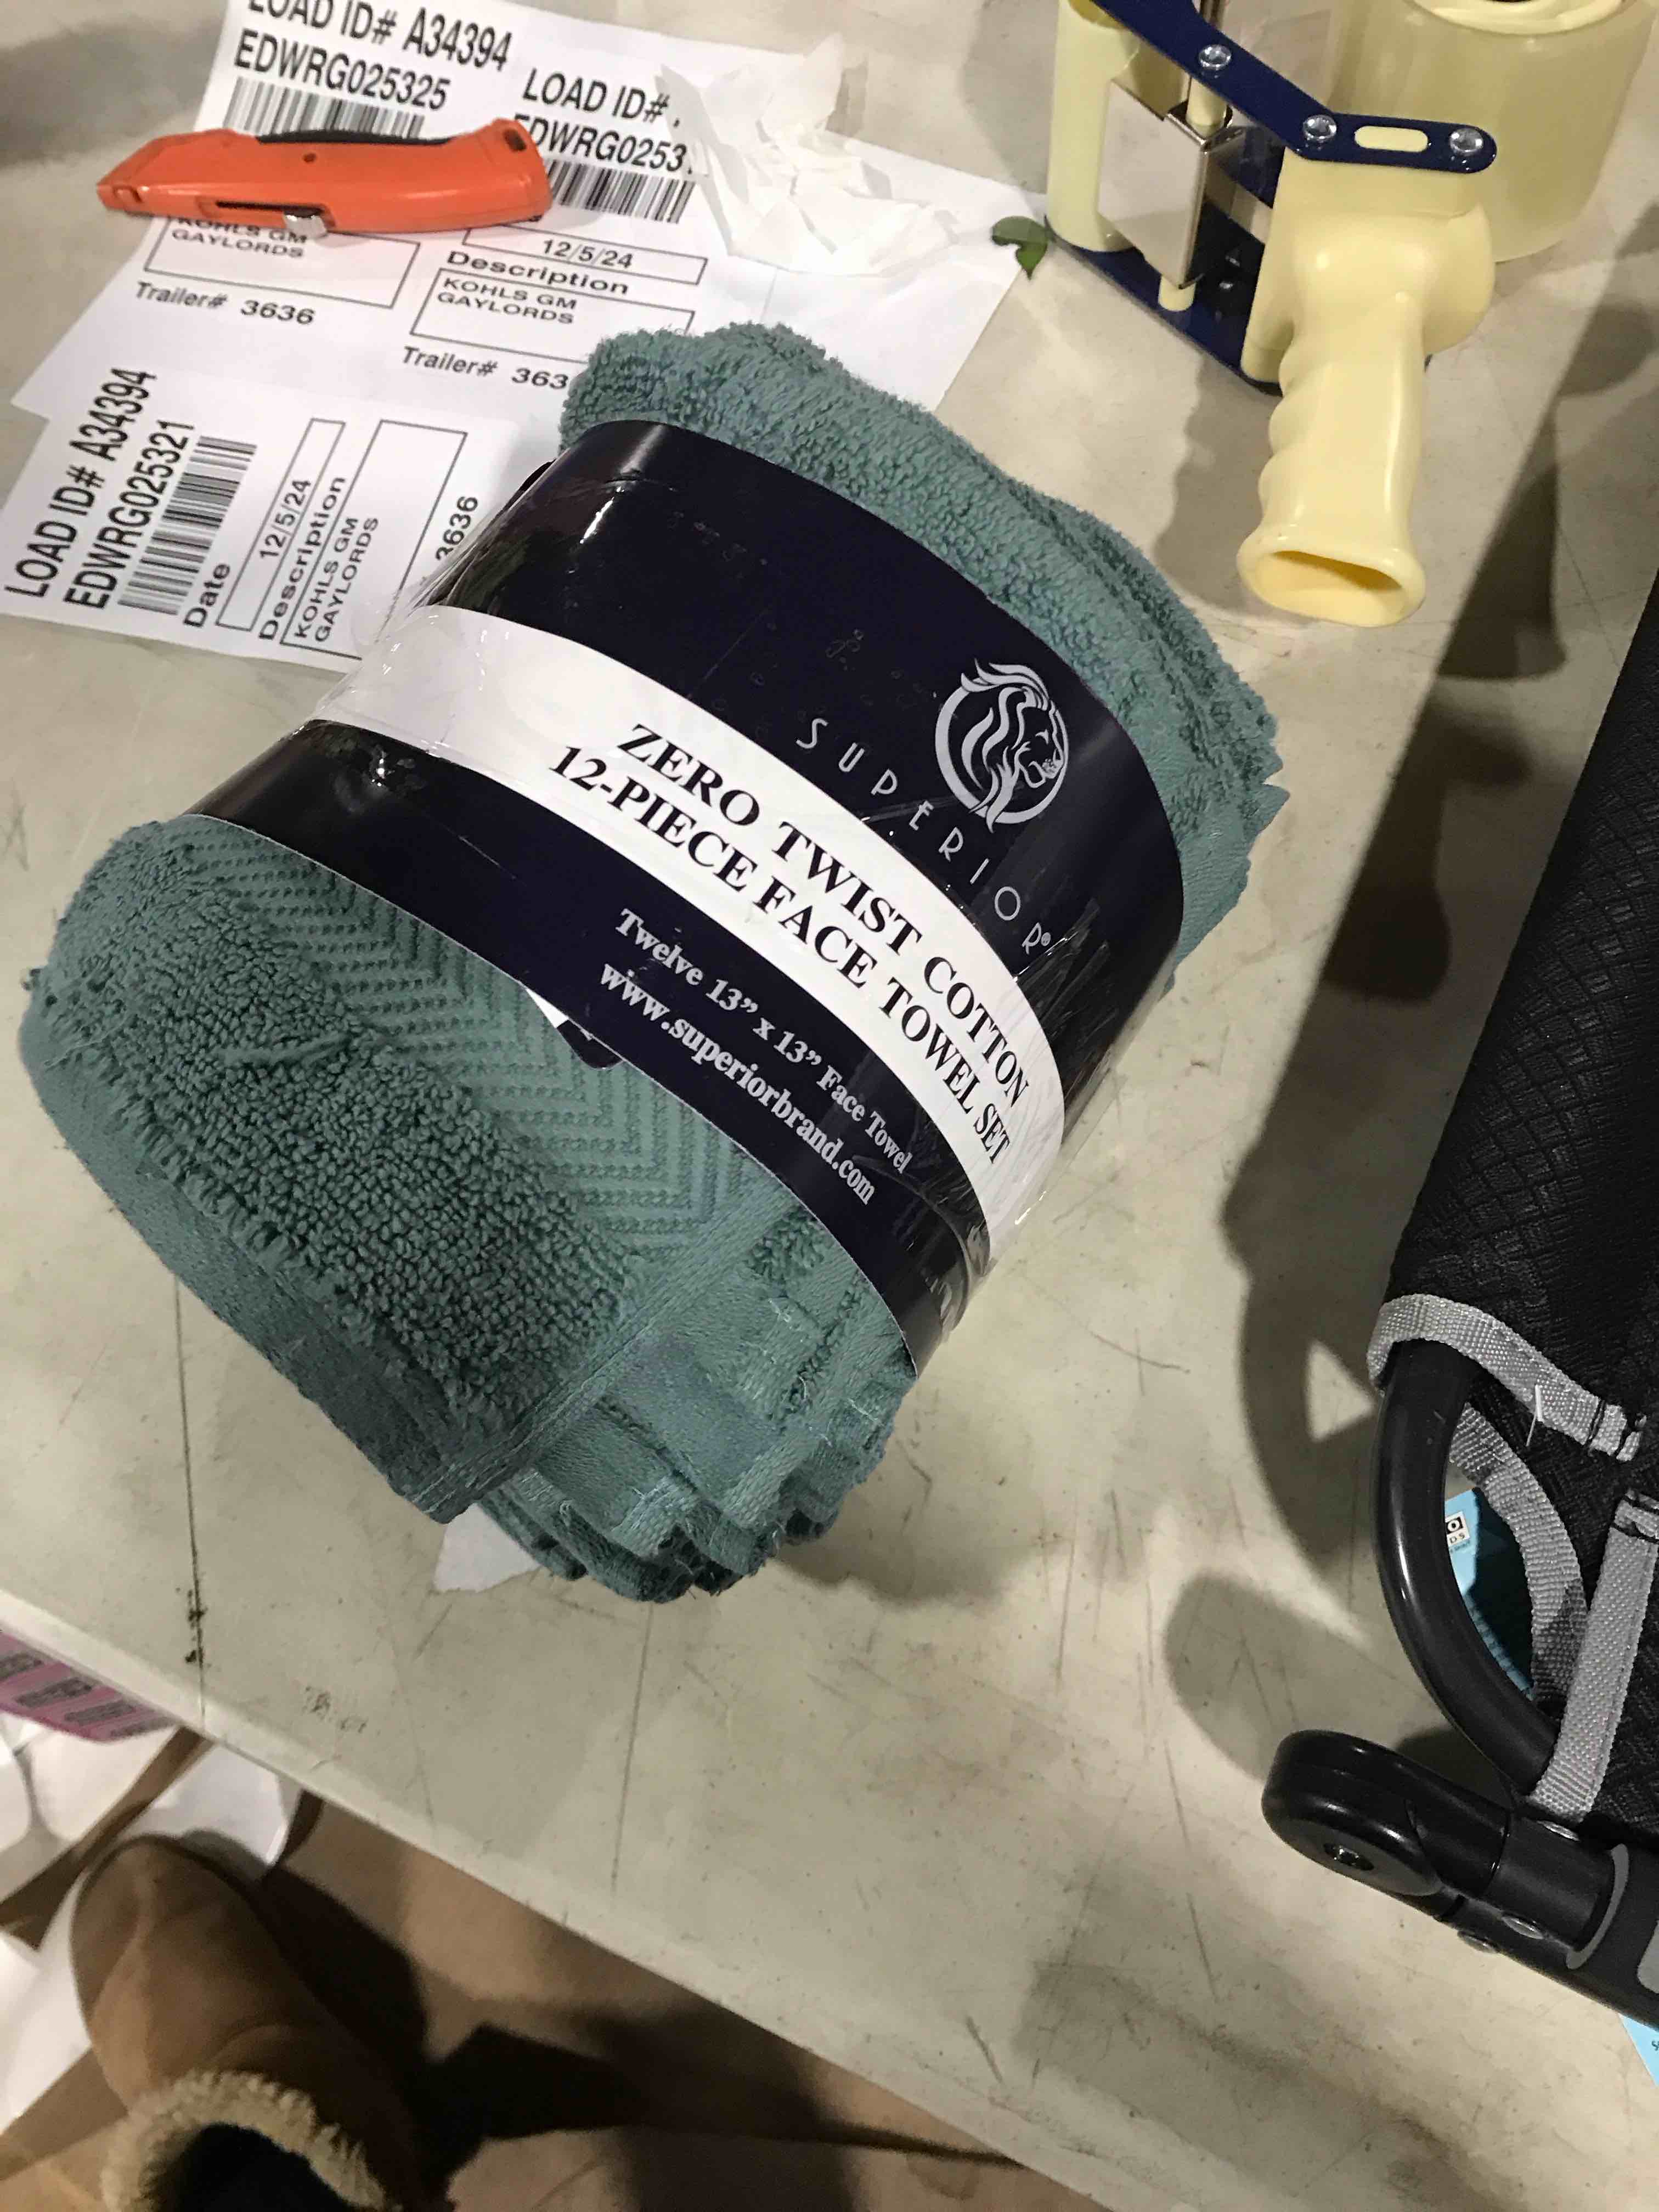 LOAD ID# A34394
EDWRG025325
KOHLS GM
GAYLORDS
Trailer# 3636
LOAD ID#
12/5/24
Description
KOHLS GM
GAYLORDS
Trailer# 363
LOAD ID# A34394
EDWRG025321
Date
12/5/24
Description
KOHLS GM
GAYLORDS
3636
SUPERIOR®
ZERO TWIST COTTON
12-PIECE FACE TOWEL SET
Twelve 13” x 13” Face Towel
www.superiorbrand.com